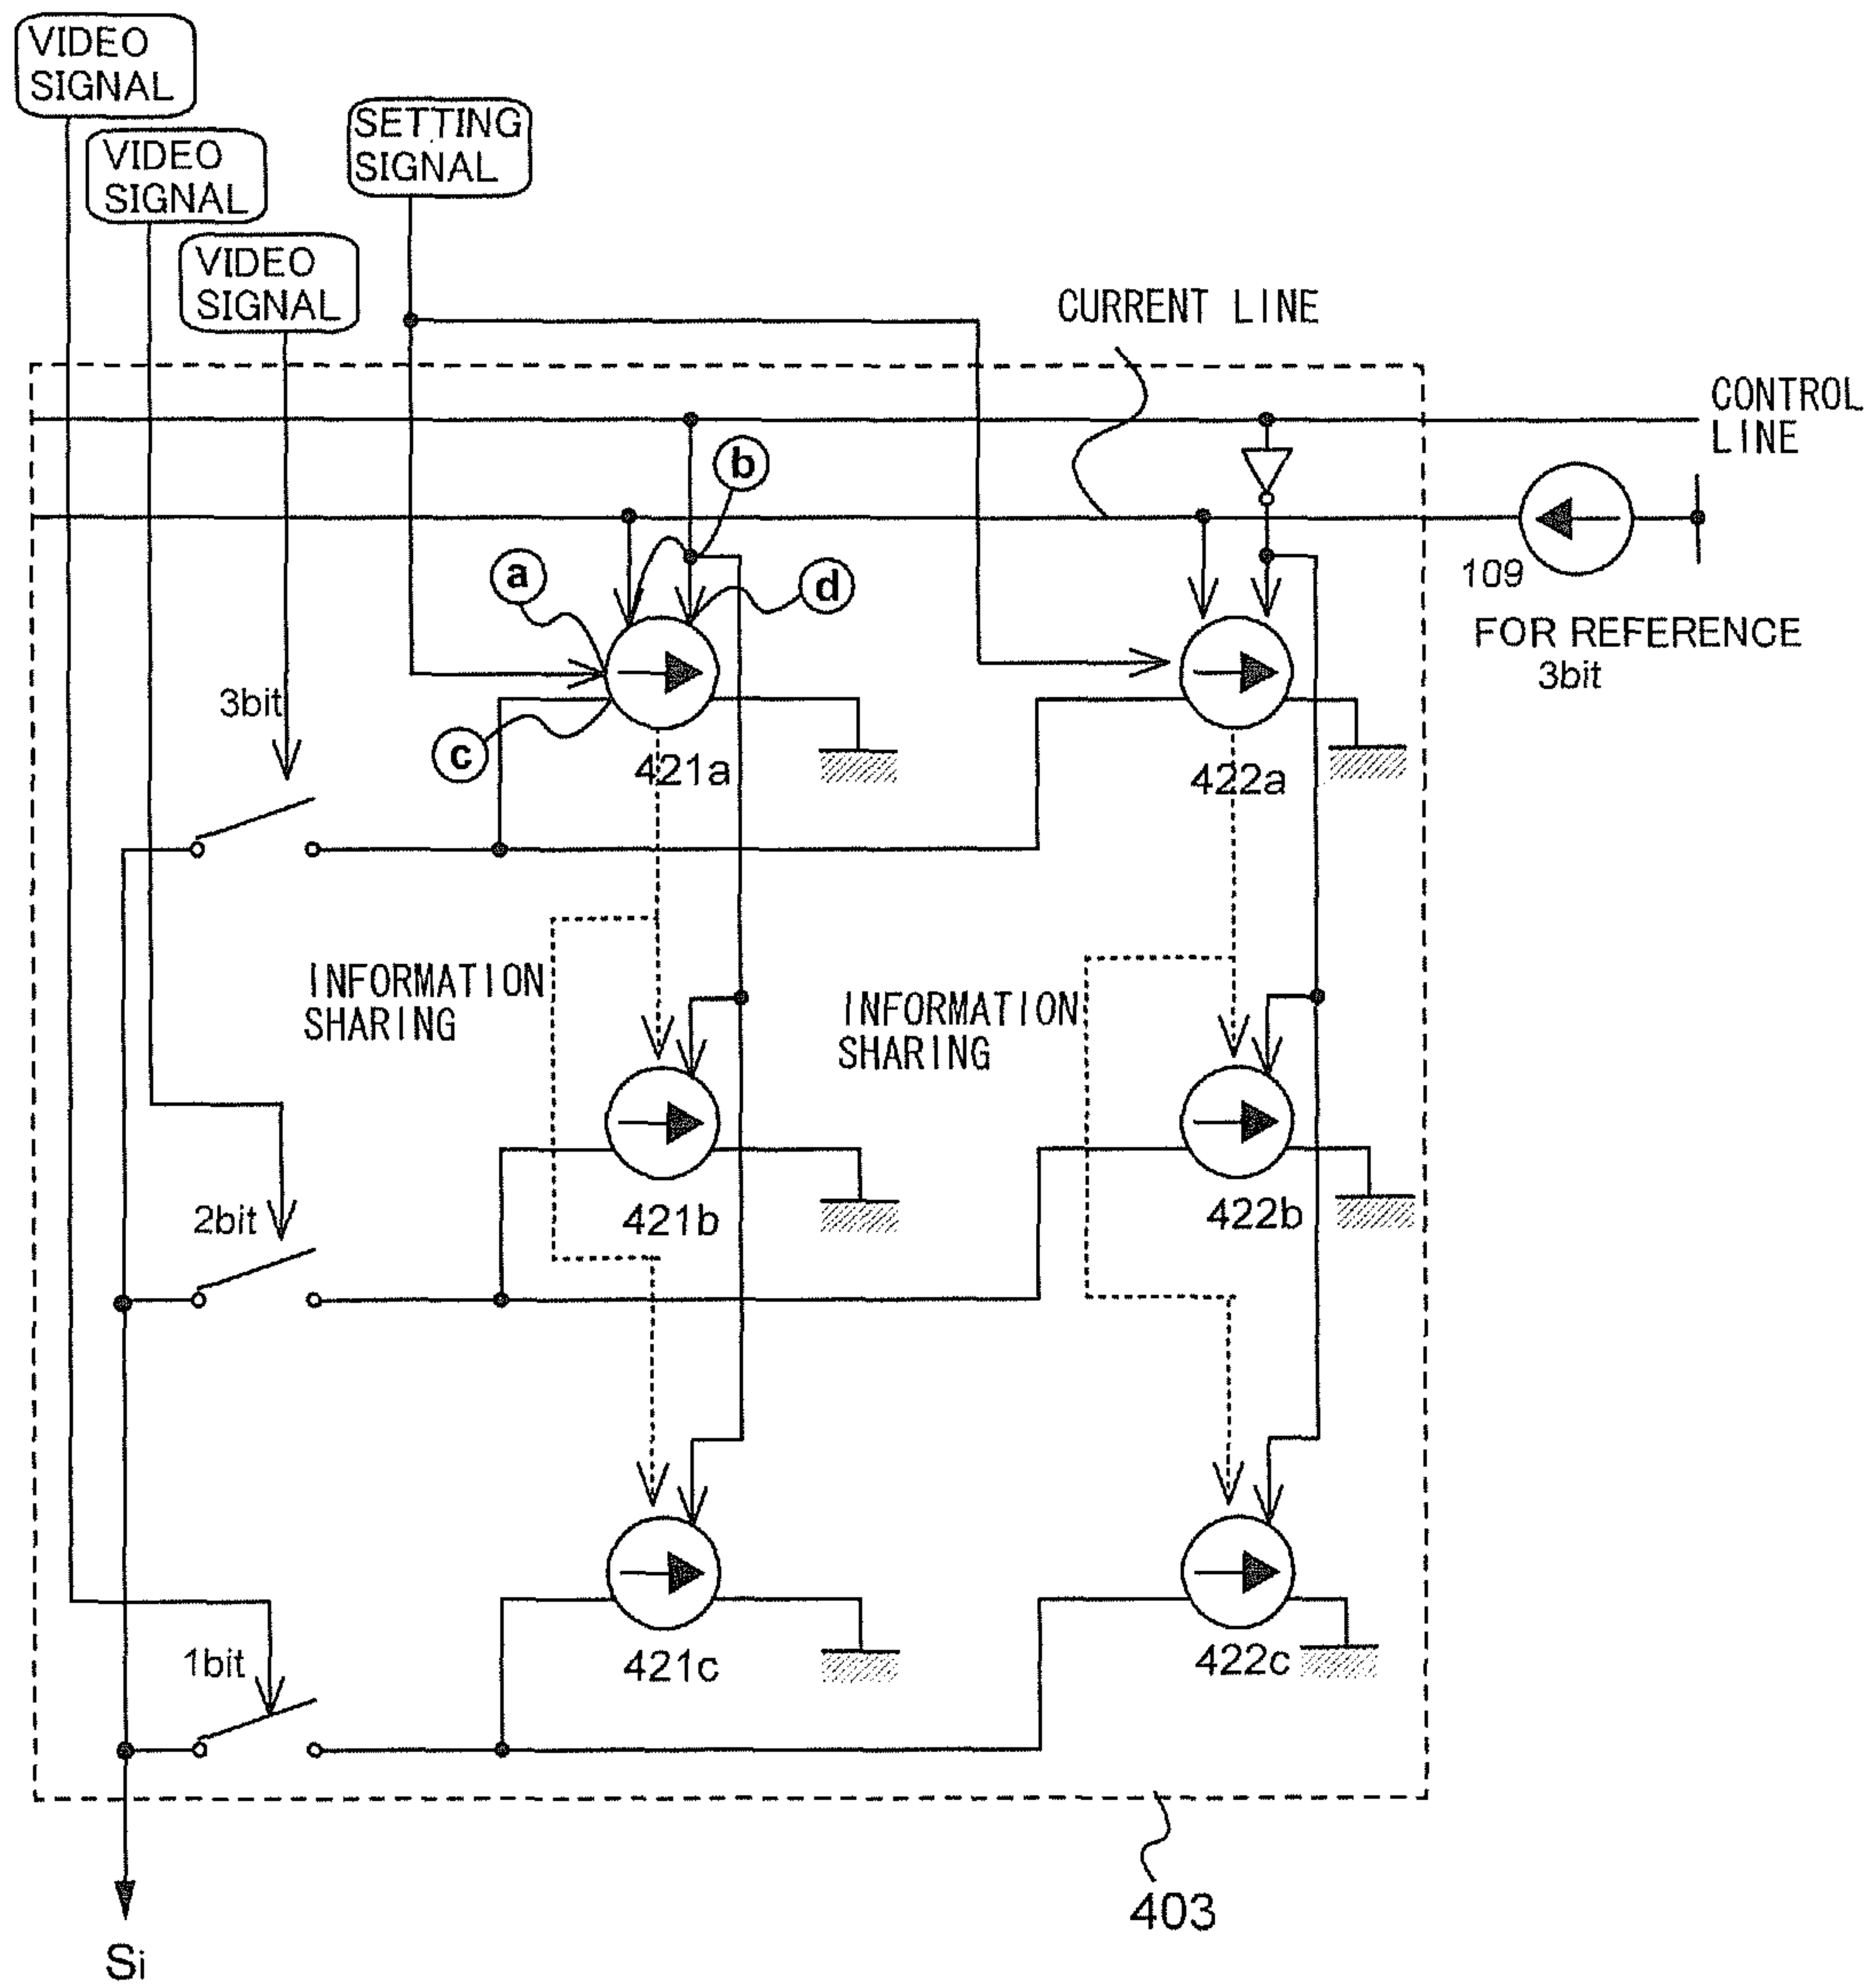 VIDEO
SIGNAL
VIDEO
SIGNAL
VIDEO
SIGNAL
SETTING
SIGNAL
CURRENT LINE
CONTROL
LINE
b
a
d
c
109
FOR REFERENCE
3bit
3bit
421a
422a
INFORMATION
SHARING
INFORMATION
SHARING
2bit
421b
422b
1bit
421c
422c
403
Si